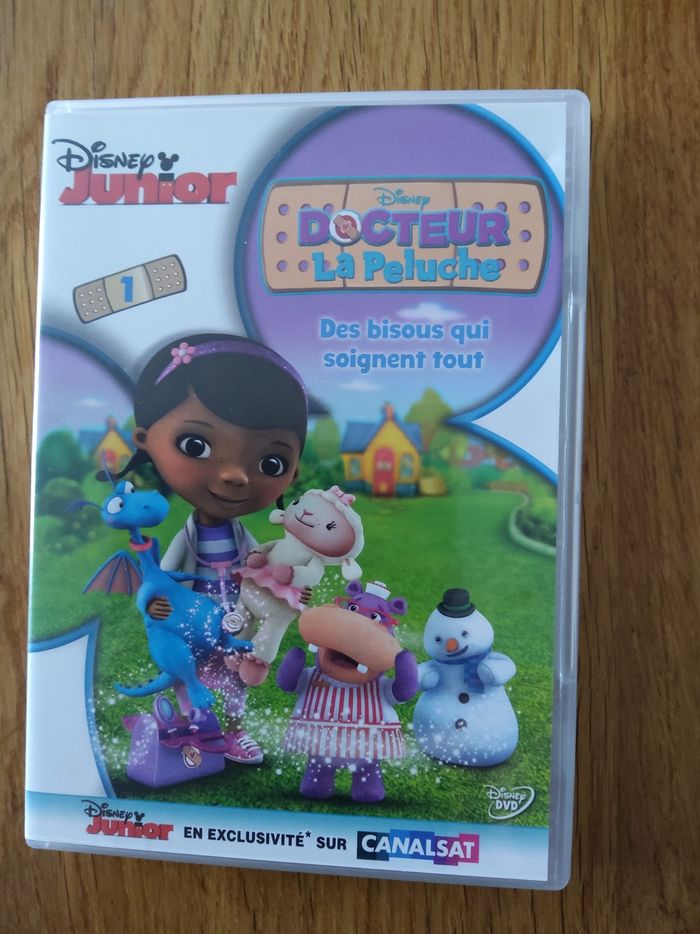 Disney
Junior
1
Disney
DOCTEUR
La Peluche
Des bisous qui
soignent tout
Disney
DVD
Disney
Junior
EN EXCLUSIVITÉ* SUR
CANALSAT